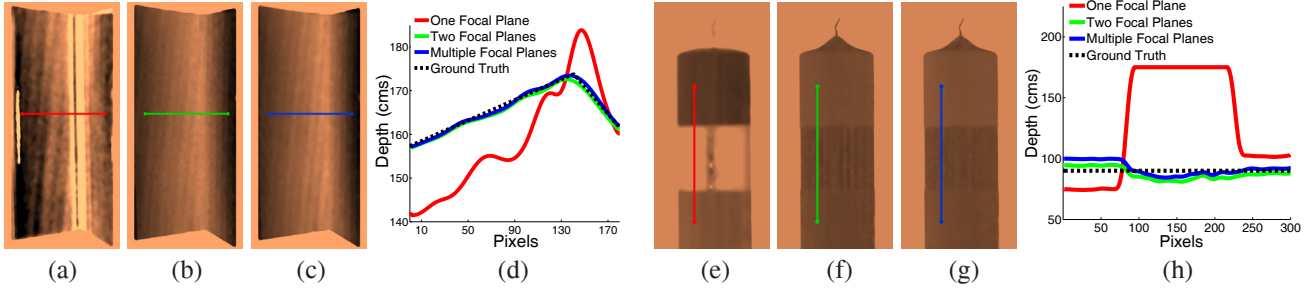 One Focal Plane
Two Focal Planes
Multiple Focal Planes
Ground Truth
Depth (cms)
180
170
160
150
140
10
50
90
130
170
Pixels
One Focal Plane
Two Focal Planes
Multiple Focal Planes
Ground Truth
Depth (cms)
200
150
100
50
50
100
150
200
250
300
Pixels
(a)
(b)
(c)
(d)
(e)
(f)
(g)
(h)